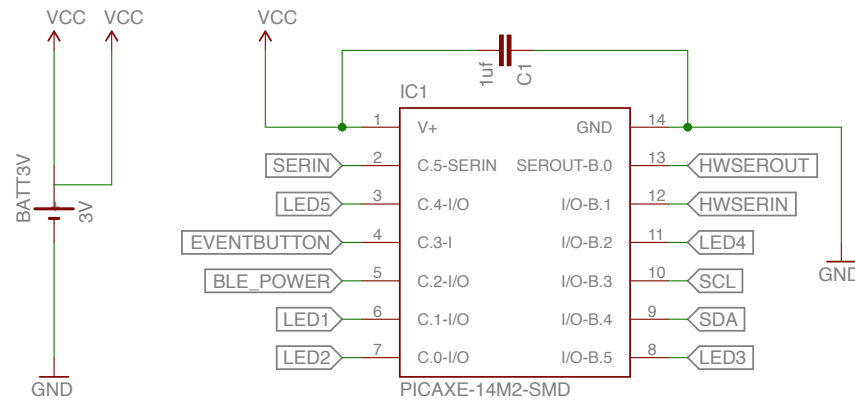 VCC
VCC
VCC
1uf
C1
IC1
1
V+
GND
14
SERIN
2
C.5-SERIN
SEROUT-B.0
13
HWSEROUT
LED5
3
C.4-I/O
I/O-B.1
12
HWSERIN
EVENTBUTTON
4
C.3-I
I/O-B.2
11
LED4
BLE_POWER
5
C.2-I/O
I/O-B.3
10
SCL
LED1
6
C.1-I/O
I/O-B.4
9
SDA
LED2
7
C.0-I/O
I/O-B.5
8
LED3
PICAXE-14M2-SMD
BATT3V
3V
GND
GND